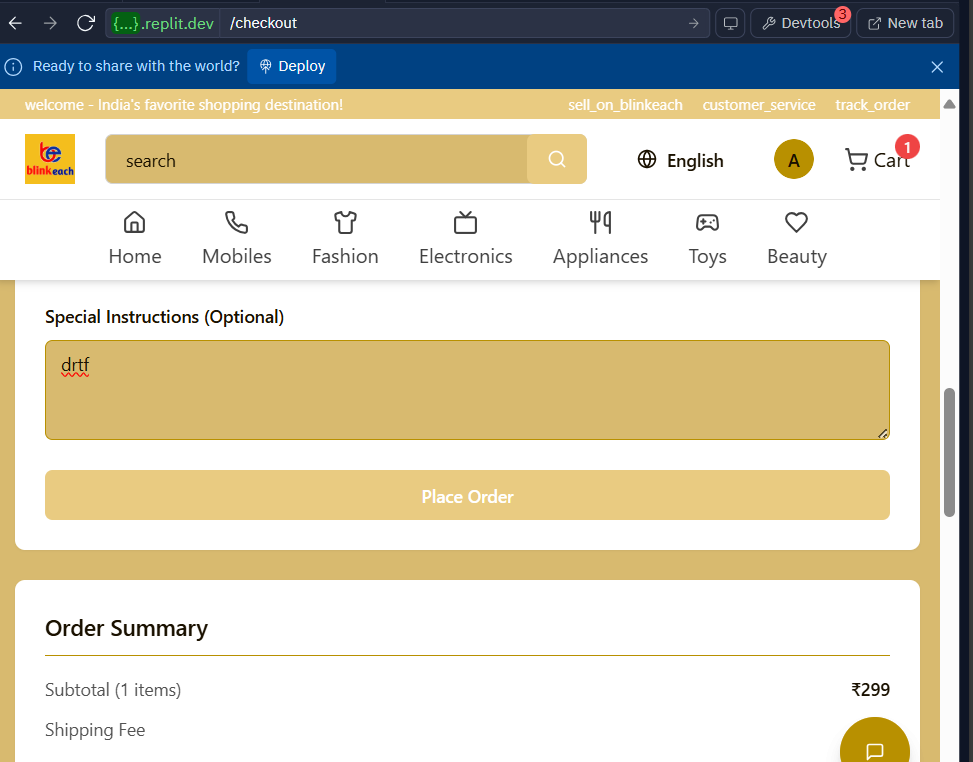 {...}.replit.dev /checkout Devtools 3 New tab
Ready to share with the world? Deploy
welcome - India's favorite shopping destination! sell_on_blinkeach customer_service track_order
be
blinkeach
search
English
A
Cart 1
Home Mobiles Fashion Electronics Appliances Toys Beauty
Special Instructions (Optional)
drtf
Place Order
Order Summary
Subtotal (1 items) ₹299
Shipping Fee